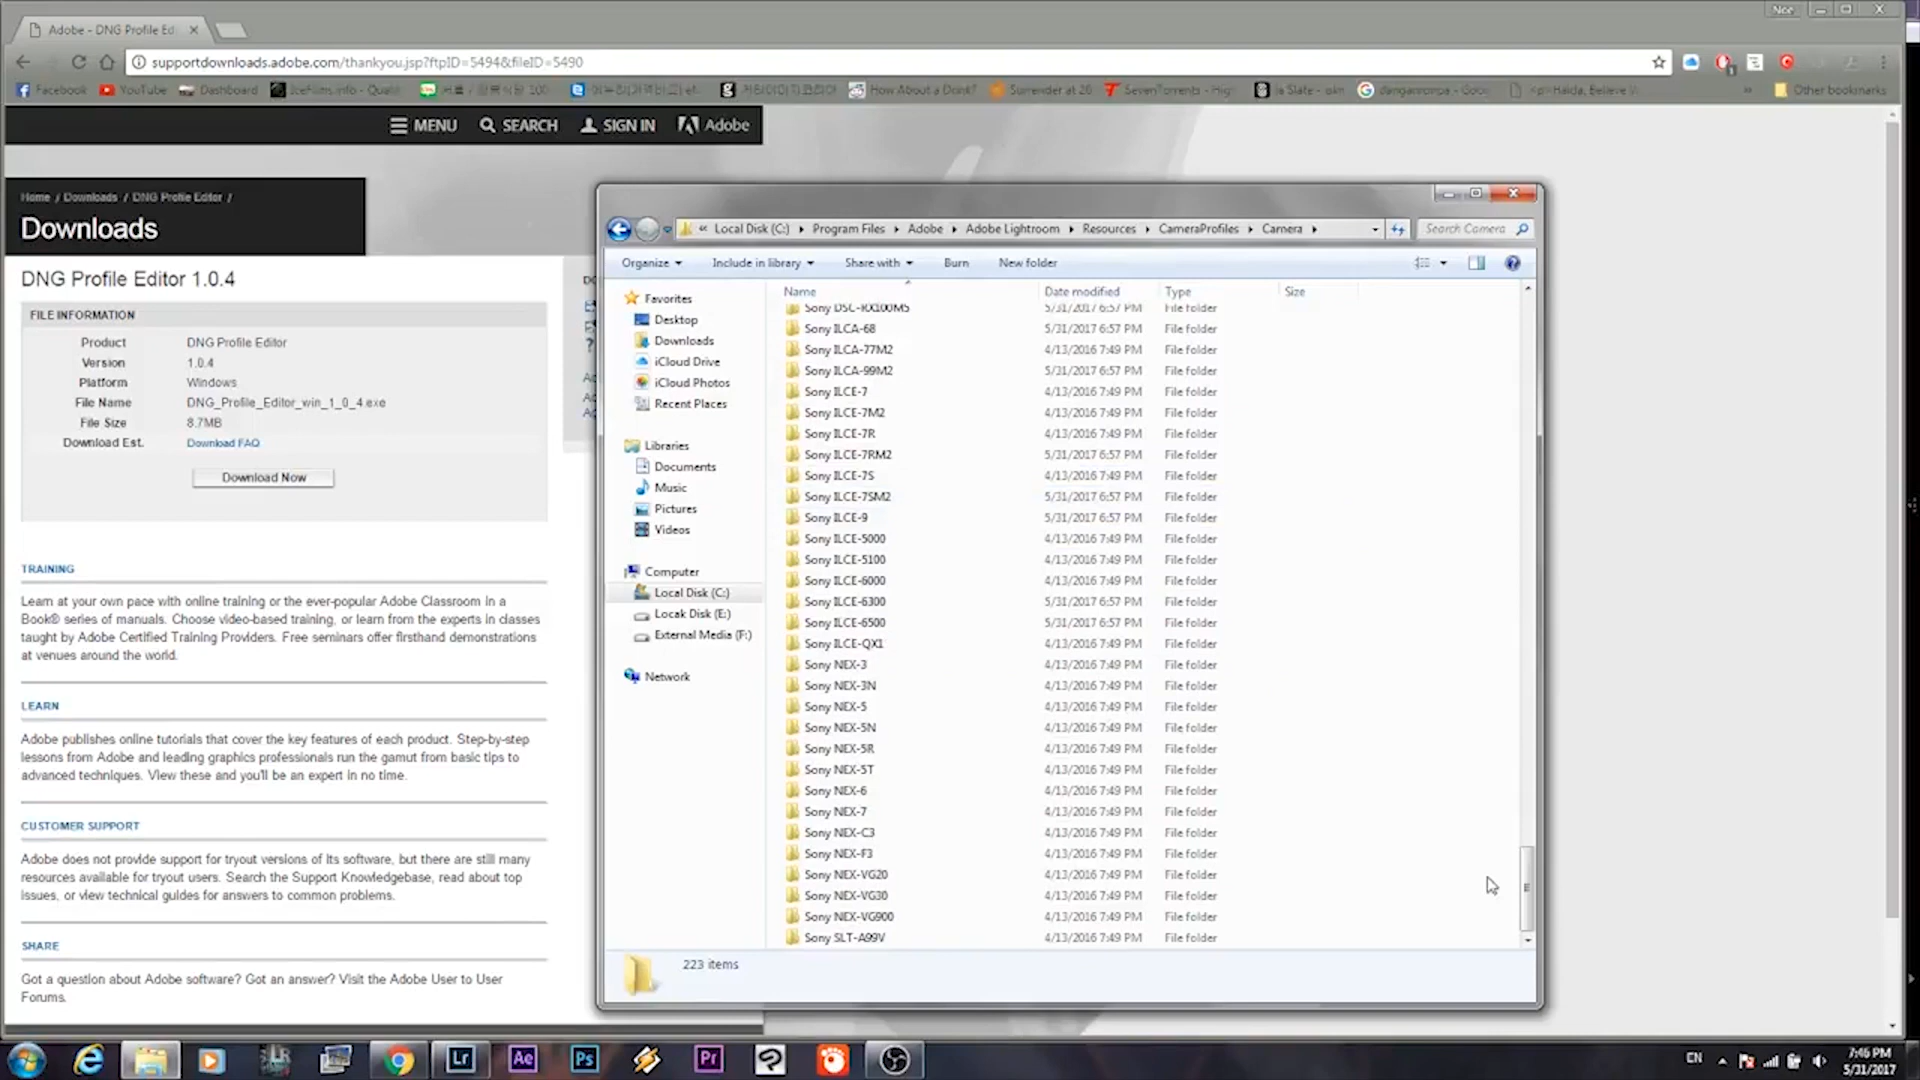 Adobe - DNG Profile Ed
Noe
supportdownloads.adobe.com/thankyou.jsp?ftpID=5494&fileID=5490
Facebook
YouTube
Dashboard
IceFilms.info - Quali
How About a Drink?
Surrender at 20
SevenTorrents - Hig
Other bookmarks
MENU
SEARCH
SIGN IN
Adobe
Home / Downloads / DNG Profile Editor /
Downloads
DNG Profile Editor 1.0.4
FILE INFORMATION
Product DNG Profile Editor
Version 1.0.4
Platform Windows
File Name DNG_Profile_Editor_win_1_0_4.exe
File Size 8.7MB
Download Est. Download FAQ
Download Now
TRAINING
Learn at your own pace with online training or the ever-popular Adobe Classroom in a
Book® series of manuals. Choose video-based training, or learn from the experts in classes
taught by Adobe Certified Training Providers. Free seminars offer firsthand demonstrations
at venues around the world.
LEARN
Adobe publishes online tutorials that cover the key features of each product. Step-by-step
lessons from Adobe and leading graphics professionals run the gamut from basic tips to
advanced techniques. View these and you'll be an expert in no time.
CUSTOMER SUPPORT
Adobe does not provide support for tryout versions of its software, but there are still many
resources available for tryout users. Search the Support Knowledgebase, read about top
issues, or view technical guides for answers to common problems.
SHARE
Got a question about Adobe software? Got an answer? Visit the Adobe User to User
Forums.
« Local Disk (C:) Program Files Adobe Adobe Lightroom Resources CameraProfiles Camera
Search Camera
Organize
Include in library
Share with
Burn
New folder
Favorites
Desktop
Downloads
iCloud Drive
iCloud Photos
Recent Places
Libraries
Documents
Music
Pictures
Videos
Computer
Local Disk (C:)
Locak Disk (E:)
External Media (F:)
Network
Name Date modified Type Size
Sony DSC-RX100M5 5/31/2017 6:57 PM File folder
Sony ILCA-68 5/31/2017 6:57 PM File folder
Sony ILCA-77M2 4/13/2016 7:49 PM File folder
Sony ILCA-99M2 5/31/2017 6:57 PM File folder
Sony ILCE-7 4/13/2016 7:49 PM File folder
Sony ILCE-7M2 4/13/2016 7:49 PM File folder
Sony ILCE-7R 4/13/2016 7:49 PM File folder
Sony ILCE-7RM2 5/31/2017 6:57 PM File folder
Sony ILCE-7S 4/13/2016 7:49 PM File folder
Sony ILCE-7SM2 5/31/2017 6:57 PM File folder
Sony ILCE-9 5/31/2017 6:57 PM File folder
Sony ILCE-5000 4/13/2016 7:49 PM File folder
Sony ILCE-5100 4/13/2016 7:49 PM File folder
Sony ILCE-6000 4/13/2016 7:49 PM File folder
Sony ILCE-6300 5/31/2017 6:57 PM File folder
Sony ILCE-6500 5/31/2017 6:57 PM File folder
Sony ILCE-QX1 4/13/2016 7:49 PM File folder
Sony NEX-3 4/13/2016 7:49 PM File folder
Sony NEX-3N 4/13/2016 7:49 PM File folder
Sony NEX-5 4/13/2016 7:49 PM File folder
Sony NEX-5N 4/13/2016 7:49 PM File folder
Sony NEX-5R 4/13/2016 7:49 PM File folder
Sony NEX-5T 4/13/2016 7:49 PM File folder
Sony NEX-6 4/13/2016 7:49 PM File folder
Sony NEX-7 4/13/2016 7:49 PM File folder
Sony NEX-C3 4/13/2016 7:49 PM File folder
Sony NEX-F3 4/13/2016 7:49 PM File folder
Sony NEX-VG20 4/13/2016 7:49 PM File folder
Sony NEX-VG30 4/13/2016 7:49 PM File folder
Sony NEX-VG900 4/13/2016 7:49 PM File folder
Sony SLT-A99V 4/13/2016 7:49 PM File folder
223 items
Lr
Ae
Ps
Pr
EN
7:46 PM
5/31/2017